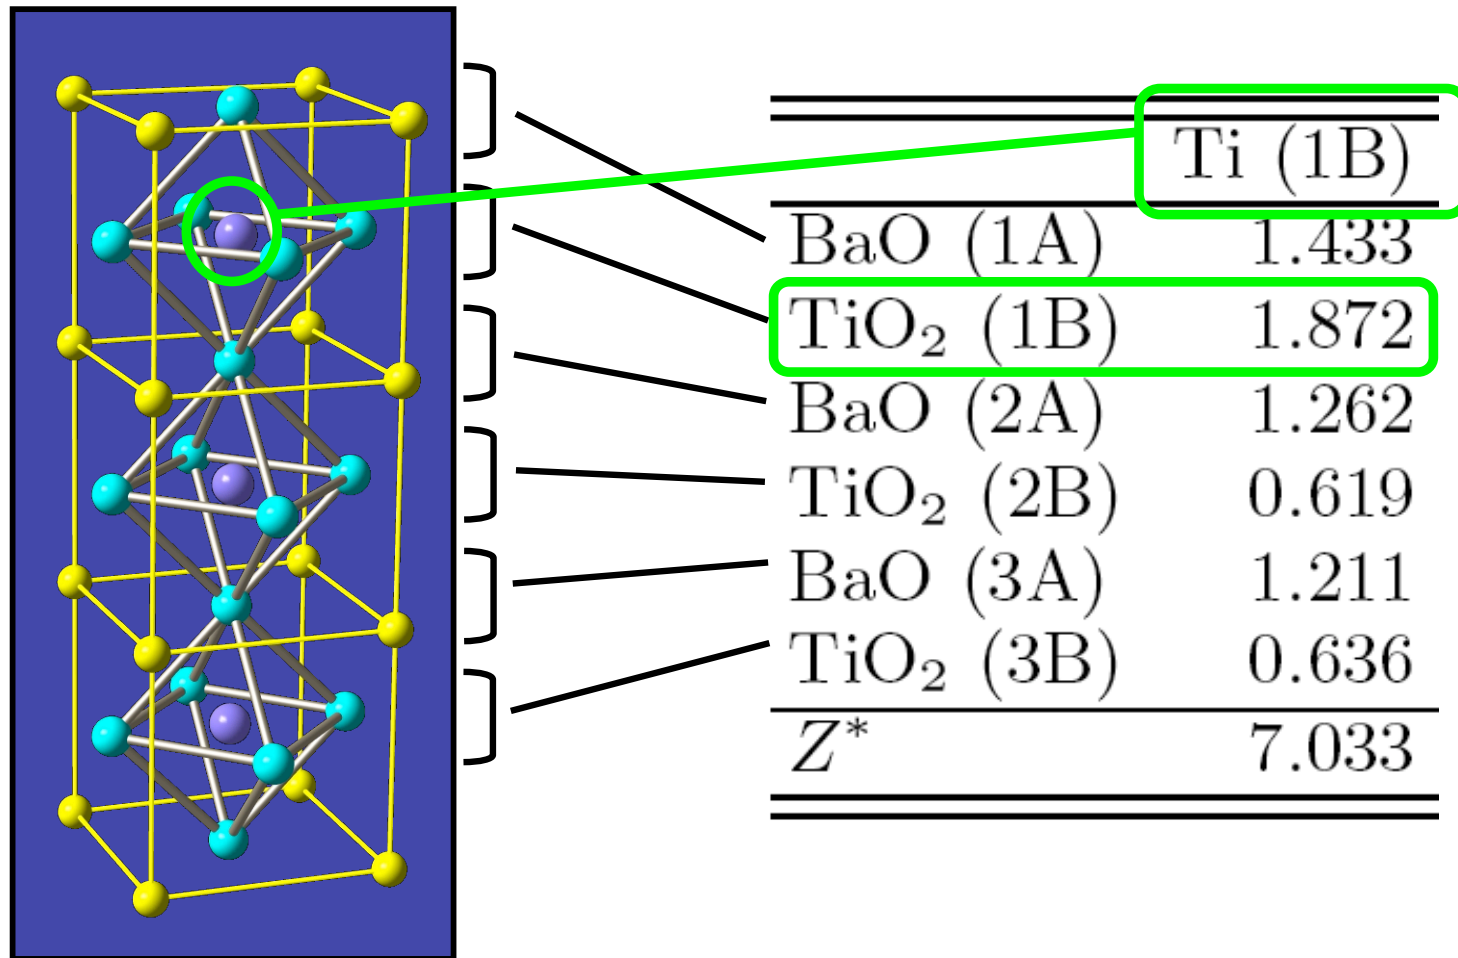 Ti (1B)
BaO (1A) 1.433
TiO₂ (1B) 1.872
BaO (2A) 1.262
TiO₂ (2B) 0.619
BaO (3A) 1.211
TiO₂ (3B) 0.636
Z* 7.033